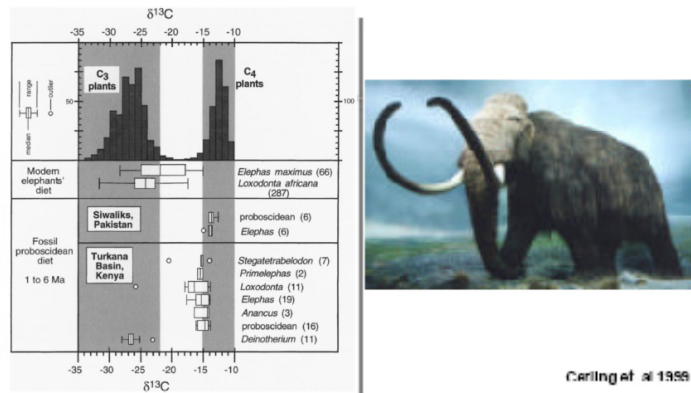 δ13C
-35 -30 -25 -20 -15 -10
range
outlier
median
50
C3
plants
C4
plants
100
Modern
elephants'
diet
Elephas maximus (66)
Loxodonta africana
(287)
Fossil
proboscidean
diet
1 to 6 Ma
Siwaliks,
Pakistan
proboscidean (6)
Elephas (6)
Turkana
Basin,
Kenya
Stegatetrabelodon (7)
Primelephas (2)
Loxodonta (11)
Elephas (19)
Anancus (3)
proboscidean (16)
Deinotherium (11)
-35 -30 -25 -20 -15 -10
δ13C
Cerling et al 1999